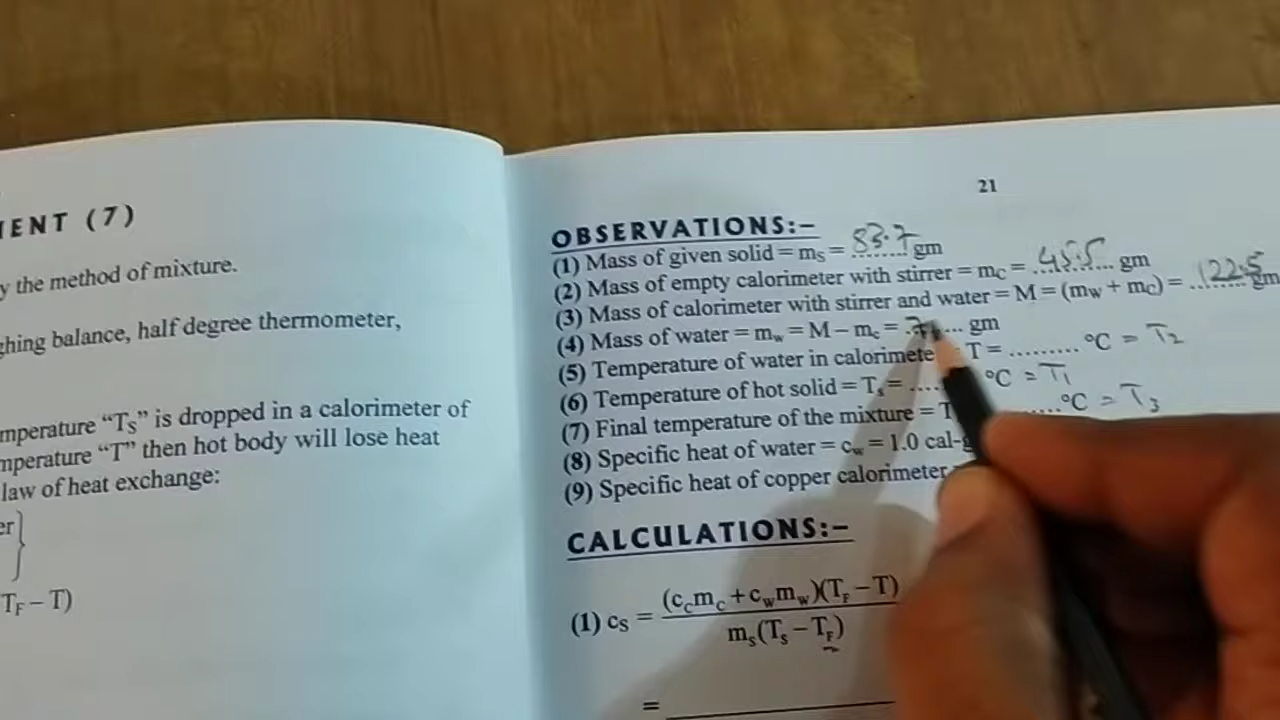 IENT (7)
y the method of mixture.
ghing balance, half degree thermometer,
mperature “Ts” is dropped in a calorimeter of
mperature “T” then hot body will lose heat
law of heat exchange:
er}
TF – T)
21
OBSERVATIONS:–
(1) Mass of given solid = ms = 83.7 gm
(2) Mass of empty calorimeter with stirrer = mC = 45.5 gm
(3) Mass of calorimeter with stirrer and water = M = (mW + mC) = 122.5 gm
(4) Mass of water = mw = M – mc = 7 .... gm
(5) Temperature of water in calorimete T = ......... °C = T2
(6) Temperature of hot solid = Ts = .... °C = T1
(7) Final temperature of the mixture = T ....°C = T3
(8) Specific heat of water = cw = 1.0 cal-g
(9) Specific heat of copper calorimeter
CALCULATIONS:–
(1) cS = (cCmC + cWmW)(TF – T)
ms(TS – TF)
=